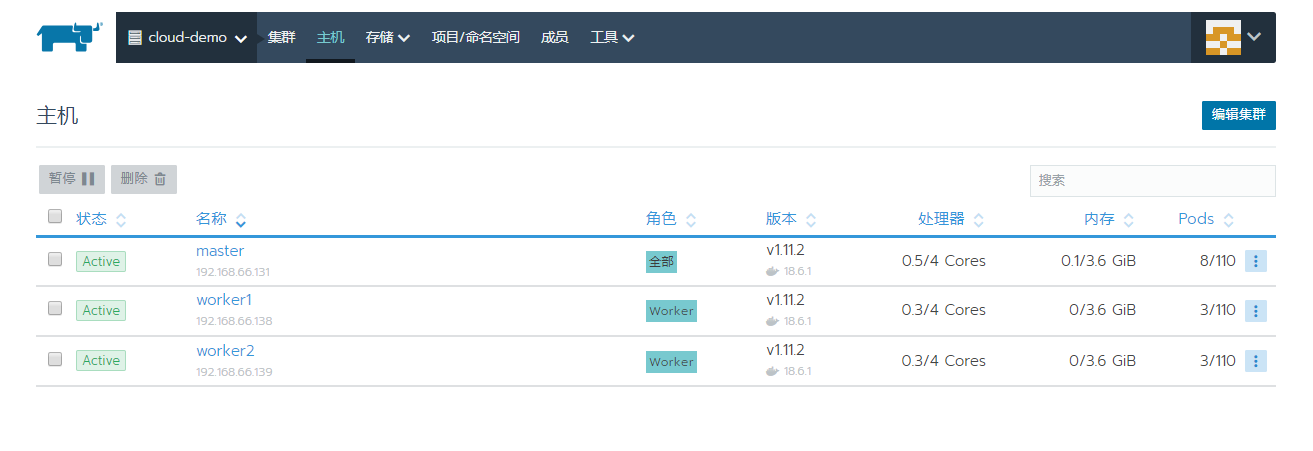 cloud-demo 集群 主机 存储 项目/命名空间 成员 工具
主机 编辑集群
暂停 删除 搜索
状态 名称 角色 版本 处理器 内存 Pods
Active master 全部 v1.11.2 0.5/4 Cores 0.1/3.6 GiB 8/110
192.168.66.131 18.6.1
Active worker1 Worker v1.11.2 0.3/4 Cores 0/3.6 GiB 3/110
192.168.66.138 18.6.1
Active worker2 Worker v1.11.2 0.3/4 Cores 0/3.6 GiB 3/110
192.168.66.139 18.6.1